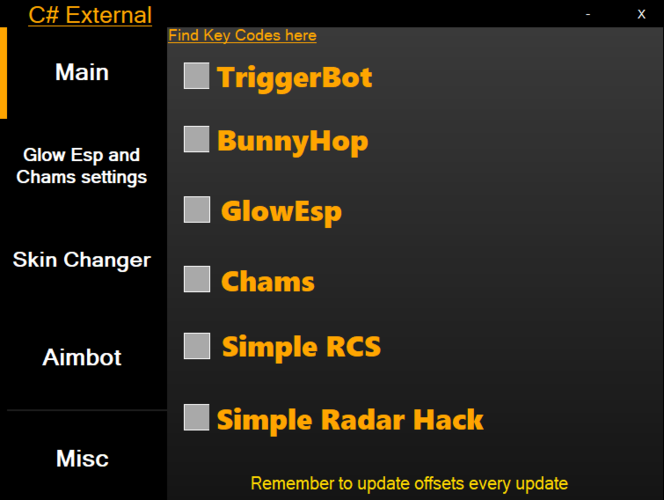 C# External
- X
Find Key Codes here
Main
TriggerBot
BunnyHop
Glow Esp and
Chams settings
GlowEsp
Skin Changer
Chams
Aimbot
Simple RCS
Simple Radar Hack
Misc
Remember to update offsets every update